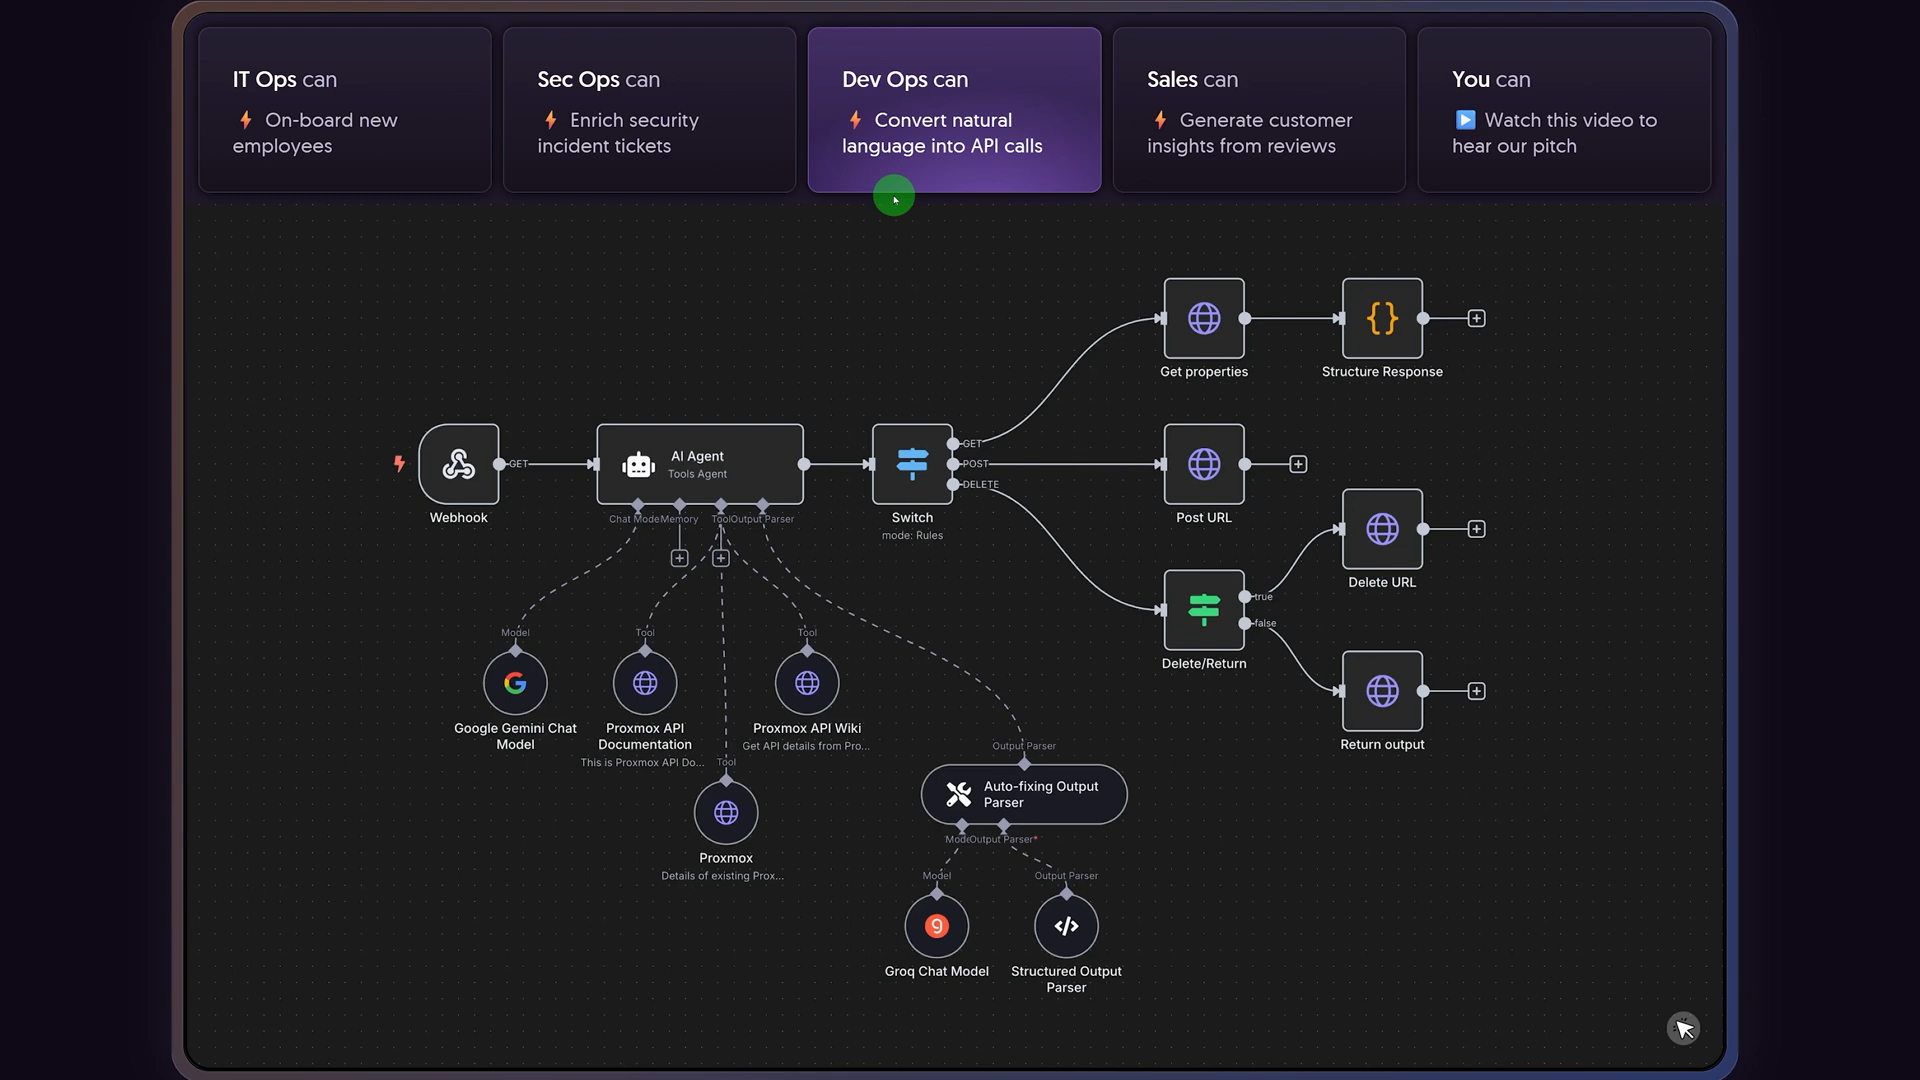 IT Ops can
On-board new
employees
Sec Ops can
Enrich security
incident tickets
Dev Ops can
Convert natural
language into API calls
Sales can
Generate customer
insights from reviews
You can
Watch this video to
hear our pitch
Get properties
Structure Response
GET
Webhook
AI Agent
Tools Agent
Chat Mode
Memory
Tool
Output Parser
GET
POST
DELETE
Switch
mode: Rules
Post URL
Delete URL
true
false
Delete/Return
Return output
Model
Google Gemini Chat
Model
Tool
Proxmox API
Documentation
This is Proxmox API Do...
Tool
Proxmox API Wiki
Get API details from Pro...
Tool
Proxmox
Details of existing Prox...
Output Parser
Auto-fixing Output
Parser
Mode
Output Parser*
Model
Groq Chat Model
Output Parser
Structured Output
Parser